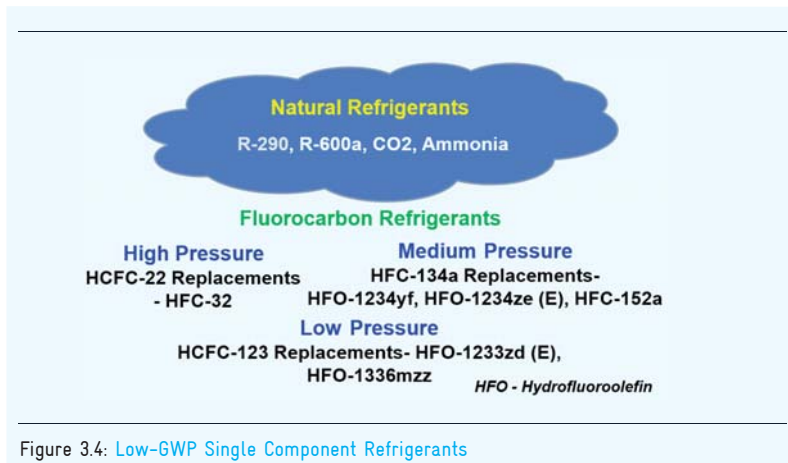 Natural Refrigerants
R-290, R-600a, CO2, Ammonia
Fluorocarbon Refrigerants
High Pressure
HCFC-22 Replacements
- HFC-32
Medium Pressure
HFC-134a Replacements-
HFO-1234yf, HFO-1234ze (E), HFC-152a
Low Pressure
HCFC-123 Replacements- HFO-1233zd (E),
HFO-1336mzz
HFO - Hydrofluoroolefin
Figure 3.4: Low-GWP Single Component Refrigerants